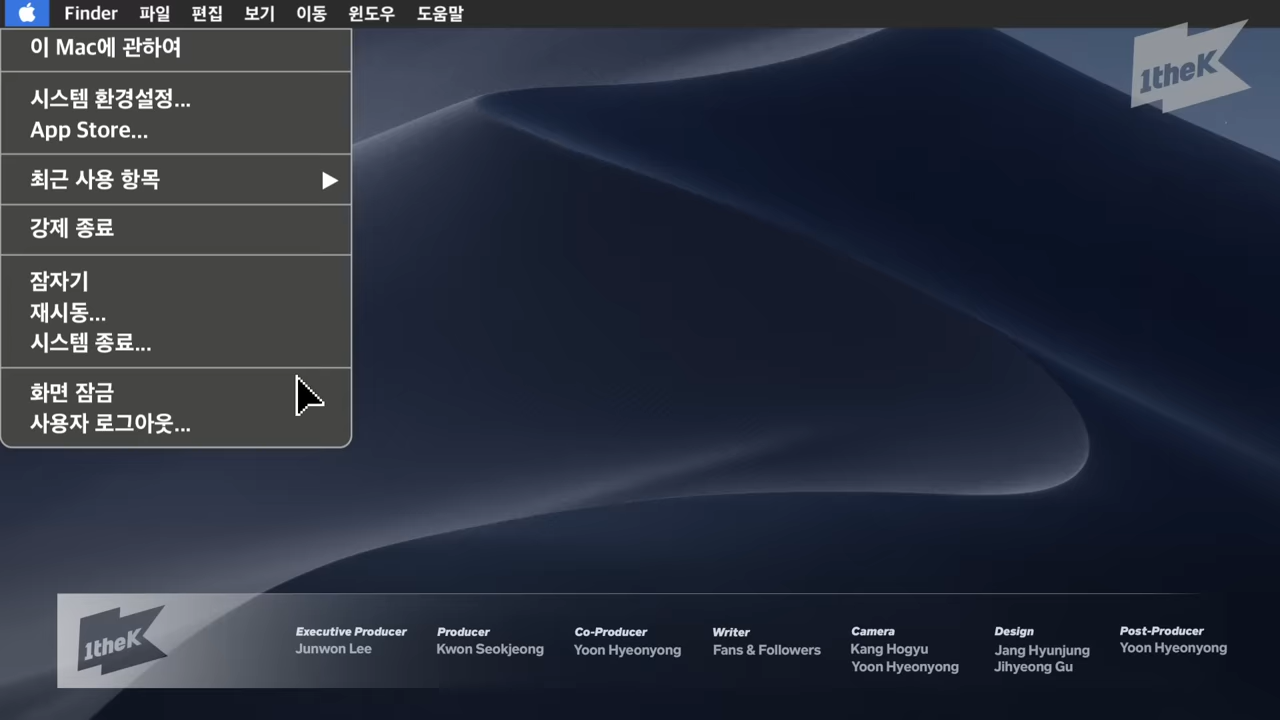 Finder 파일 편집 보기 이동 윈도우 도움말
이 Mac에 관하여
시스템 환경설정...
App Store...
최근 사용 항목
강제 종료
잠자기
재시동...
시스템 종료...
화면 잠금
사용자 로그아웃...
1theK
1theK
Executive Producer
Junwon Lee
Producer
Kwon Seokjeong
Co-Producer
Yoon Hyeonyong
Writer
Fans & Followers
Camera
Kang Hogyu
Yoon Hyeonyong
Design
Jang Hyunjung
Jihyeong Gu
Post-Producer
Yoon Hyeonyong